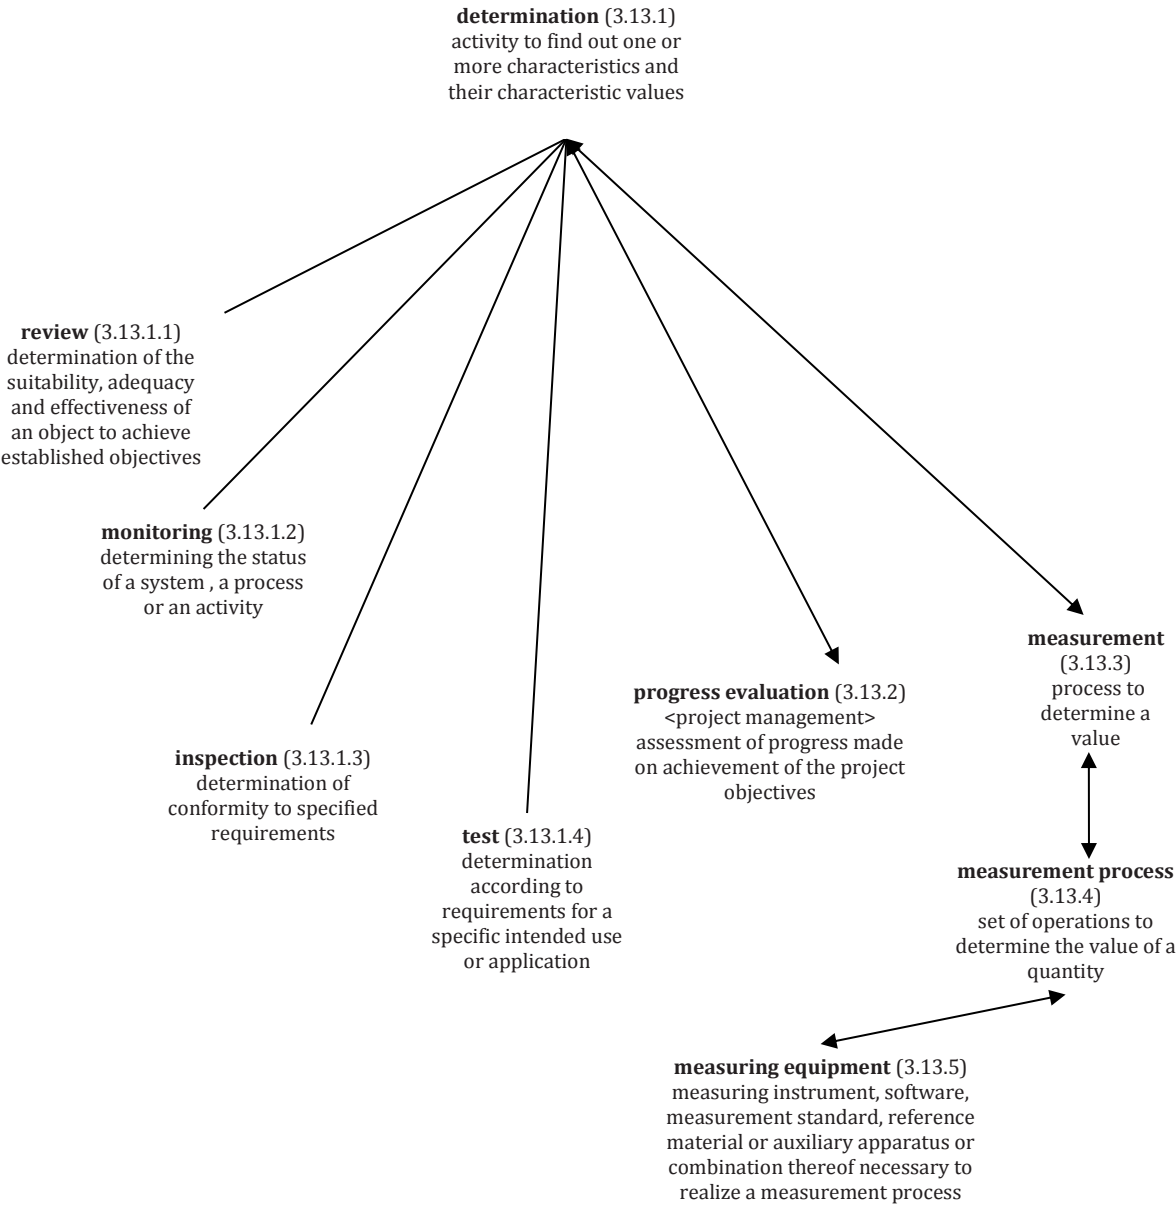 determination (3.13.1)
activity to find out one or
more characteristics and
their characteristic values
review (3.13.1.1)
determination of the
suitability, adequacy
and effectiveness of
an object to achieve
established objectives
monitoring (3.13.1.2)
determining the status
of a system , a process
or an activity
inspection (3.13.1.3)
determination of
conformity to specified
requirements
test (3.13.1.4)
determination
according to
requirements for a
specific intended use
or application
progress evaluation (3.13.2)
<project management>
assessment of progress made
on achievement of the project
objectives
measurement
(3.13.3)
process to
determine a
value
measurement process
(3.13.4)
set of operations to
determine the value of a
quantity
measuring equipment (3.13.5)
measuring instrument, software,
measurement standard, reference
material or auxiliary apparatus or
combination thereof necessary to
realize a measurement process